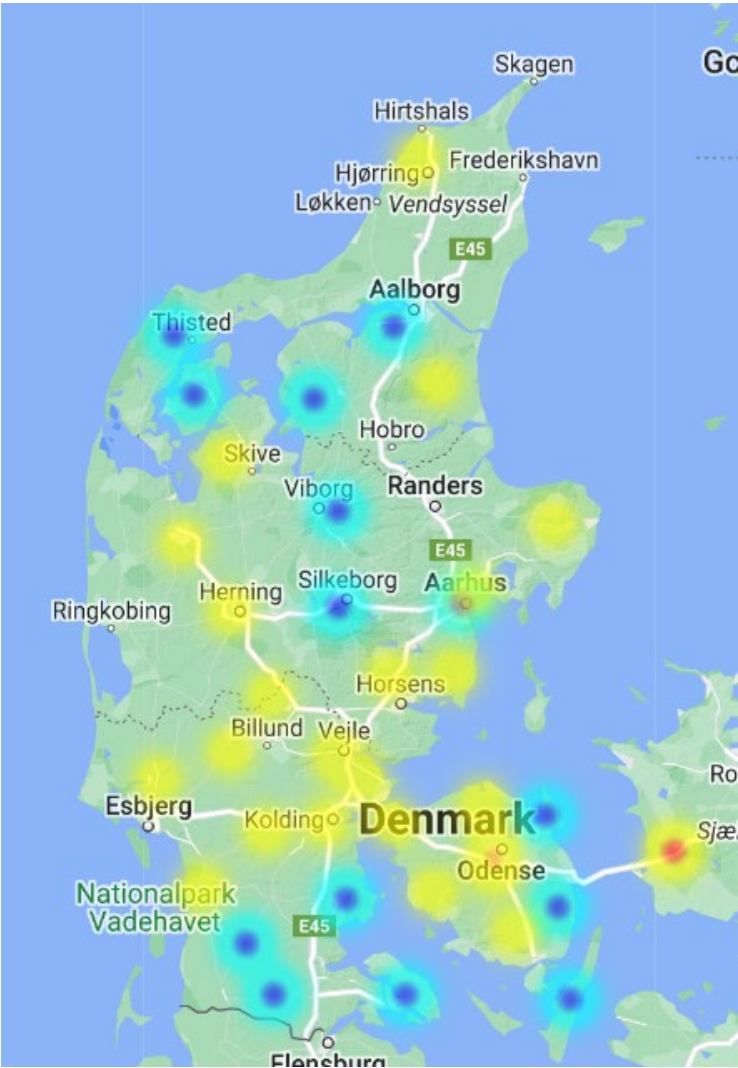 Skagen
Go
Hirtshals
Frederikshavn
Hjørring
Løkken
Vendsyssel
E45
Aalborg
Thisted
Hobro
Skive
Viborg
Randers
E45
Silkeborg
Aarhus
Herning
Ringkobing
Horsens
Billund
Vejle
Ro
Esbjerg
Kolding
Denmark
Sjæl
Odense
Nationalpark
Vadehavet
E45
Flensburg